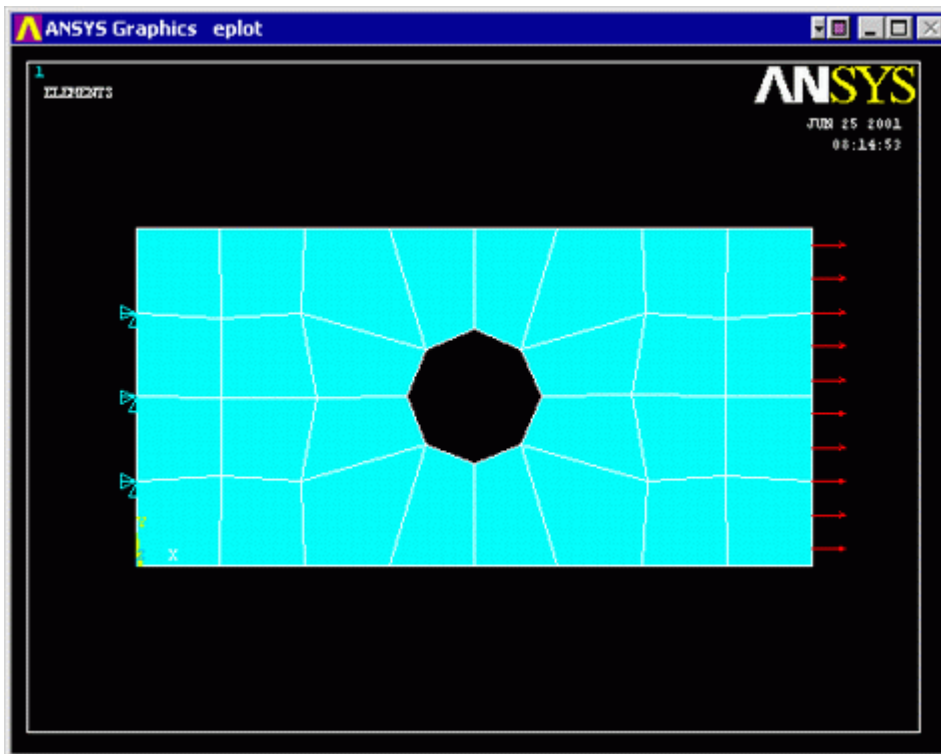 ANSYS Graphics eplot
1
ELEMENTS
ANSYS
JUN 25 2001
08:14:53
Y
Z X